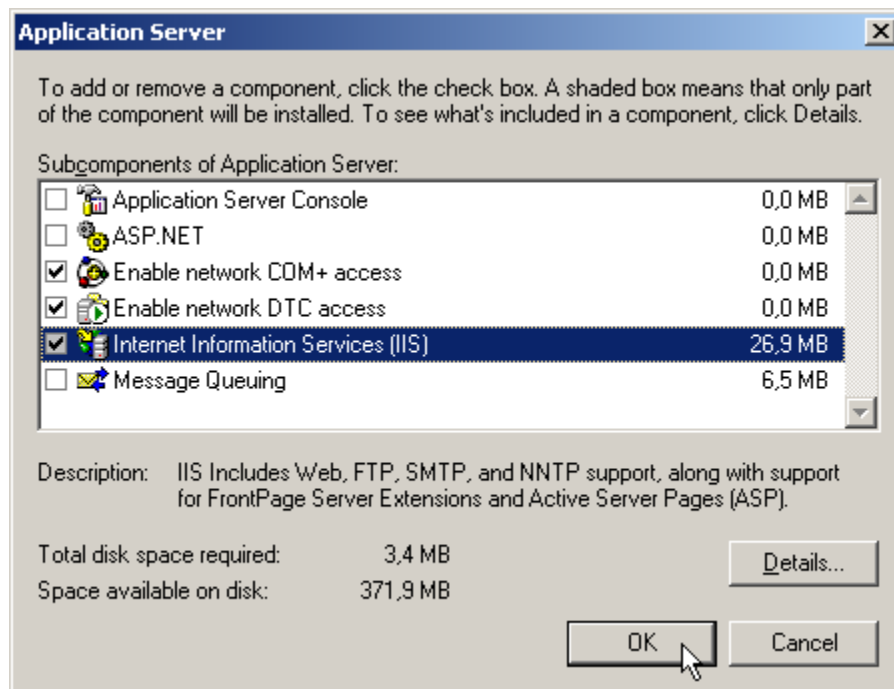 Application Server
To add or remove a component, click the check box. A shaded box means that only part
of the component will be installed. To see what's included in a component, click Details.
Subcomponents of Application Server:
Application Server Console 0,0 MB
ASP.NET 0,0 MB
Enable network COM+ access 0,0 MB
Enable network DTC access 0,0 MB
Internet Information Services (IIS) 26,9 MB
Message Queuing 6,5 MB
Description: IIS Includes Web, FTP, SMTP, and NNTP support, along with support
for FrontPage Server Extensions and Active Server Pages (ASP).
Total disk space required: 3,4 MB
Space available on disk: 371,9 MB
Details...
OK Cancel